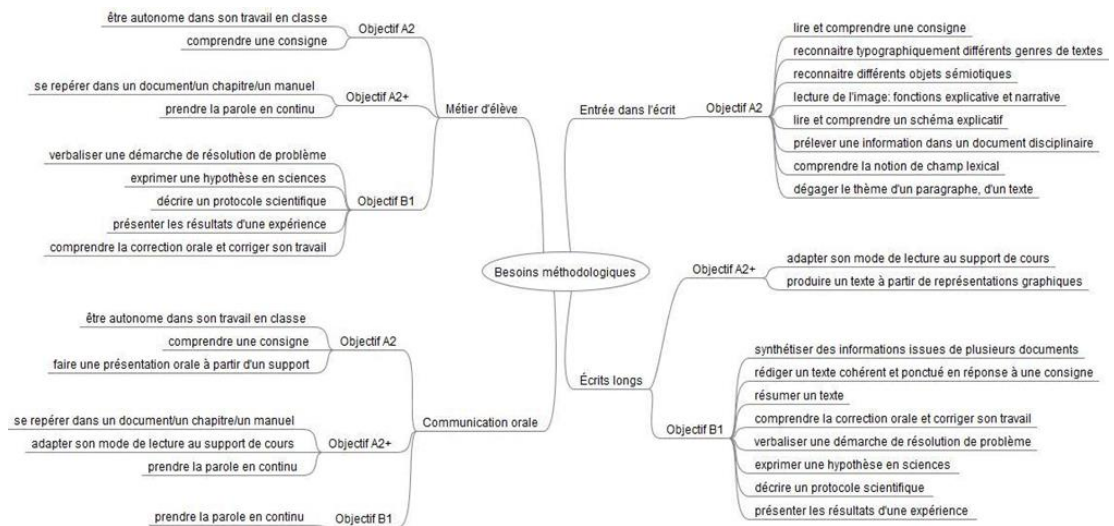 Besoins méthodologiques
Métier d'élève
Objectif A2
être autonome dans son travail en classe
comprendre une consigne
Objectif A2+
se repérer dans un document/un chapitre/un manuel
prendre la parole en continu
Objectif B1
verbaliser une démarche de résolution de problème
exprimer une hypothèse en sciences
décrire un protocole scientifique
présenter les résultats d'une expérience
comprendre la correction orale et corriger son travail
Communication orale
Objectif A2
être autonome dans son travail en classe
comprendre une consigne
faire une présentation orale à partir d'un support
Objectif A2+
se repérer dans un document/un chapitre/un manuel
adapter son mode de lecture au support de cours
prendre la parole en continu
Objectif B1
prendre la parole en continu
Entrée dans l'écrit
Objectif A2
lire et comprendre une consigne
reconnaitre typographiquement différents genres de textes
reconnaitre différents objets sémiotiques
lecture de l'image: fonctions explicative et narrative
lire et comprendre un schéma explicatif
prélever une information dans un document disciplinaire
comprendre la notion de champ lexical
dégager le thème d'un paragraphe, d'un texte
Écrits longs
Objectif A2+
adapter son mode de lecture au support de cours
produire un texte à partir de représentations graphiques
Objectif B1
synthétiser des informations issues de plusieurs documents
rédiger un texte cohérent et ponctué en réponse à une consigne
résumer un texte
comprendre la correction orale et corriger son travail
verbaliser une démarche de résolution de problème
exprimer une hypothèse en sciences
décrire un protocole scientifique
présenter les résultats d'une expérience